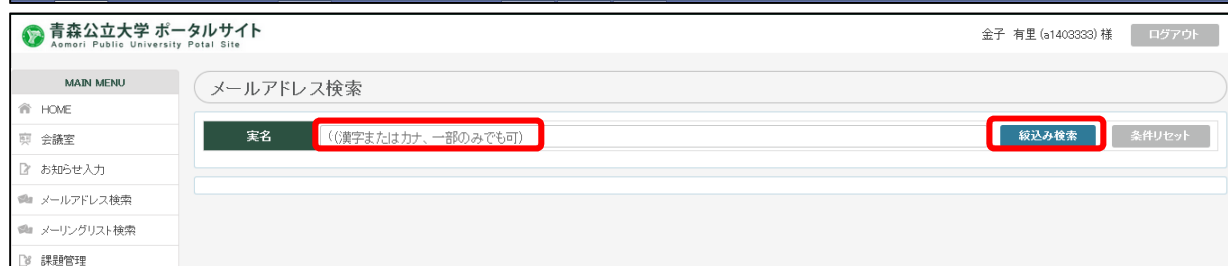 青森公立大学 ポータルサイト
Aomori Public University Potal Site
金子 有里 (a1403333) 様
ログアウト
MAIN MENU
メールアドレス検索
HOME
会議室
実名
((漢字またはカナ、一部のみでも可)
絞込み検索
条件リセット
お知らせ入力
メールアドレス検索
メーリングリスト検索
課題管理